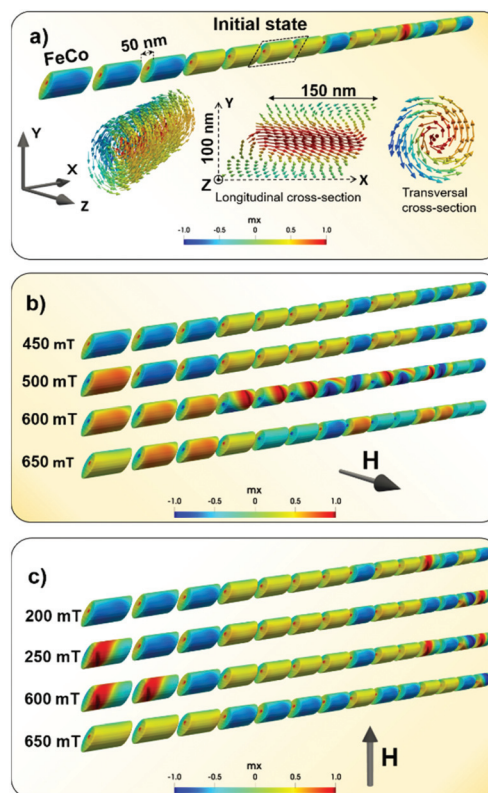 a)
Initial state
FeCo
50 nm
Y
X
Z
100 nm
Y
150 nm
Z
X
Longitudinal cross-section
Transversal
cross-section
mx
-1.0 -0.5 0.0 0.5 1.0
b)
450 mT
500 mT
600 mT
650 mT
H
mx
-1.0 -0.5 0.0 0.5 1.0
c)
200 mT
250 mT
600 mT
650 mT
H
mx
-1.0 -0.5 0.0 0.5 1.0